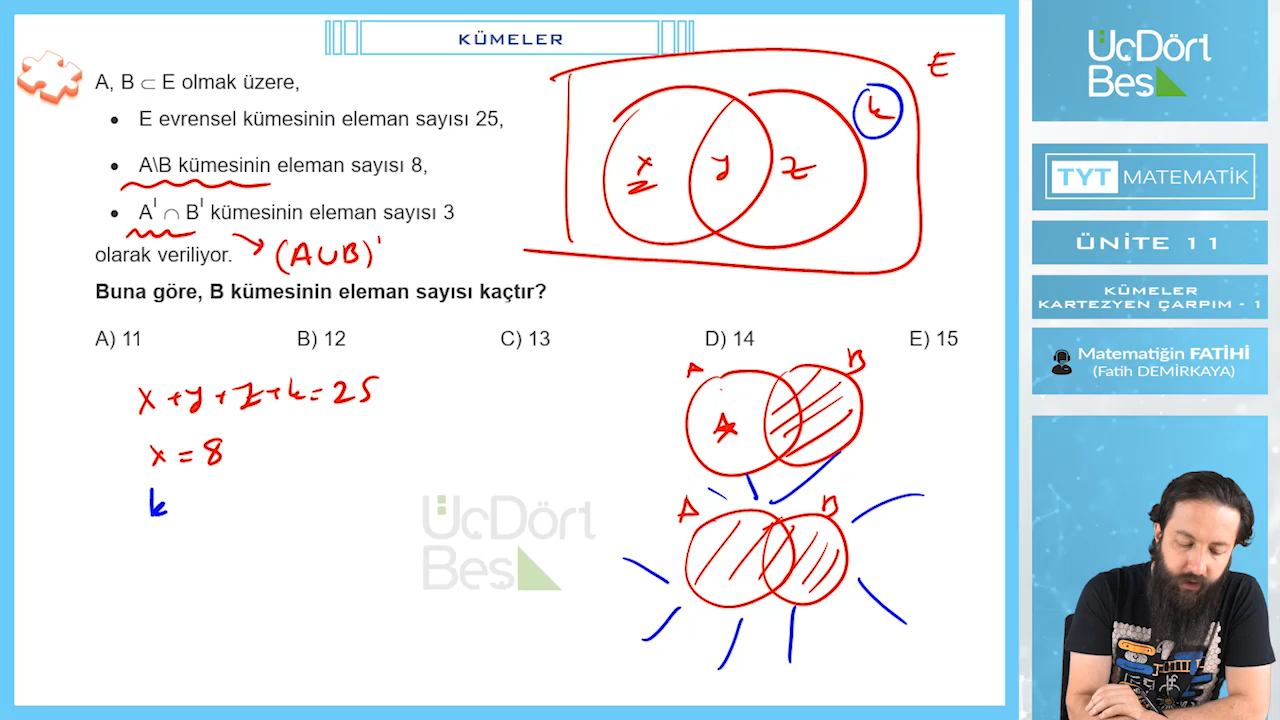 KÜMELER
A, B ⊂ E olmak üzere,
• E evrensel kümesinin eleman sayısı 25,
• A\B kümesinin eleman sayısı 8,
• A' ∩ B' kümesinin eleman sayısı 3
olarak veriliyor.
(A∪B)'
Buna göre, B kümesinin eleman sayısı kaçtır?
A) 11 B) 12 C) 13 D) 14 E) 15
x + y + z + k = 25
x = 8
k
E
x y z k
A B
A
A B
ÜçDört
Beş
ÜçDört
Beş
TYT MATEMATİK
ÜNİTE 11
KÜMELER
KARTEZYEN ÇARPIM - 1
Matematiğin FATİHİ
(Fatih DEMİRKAYA)